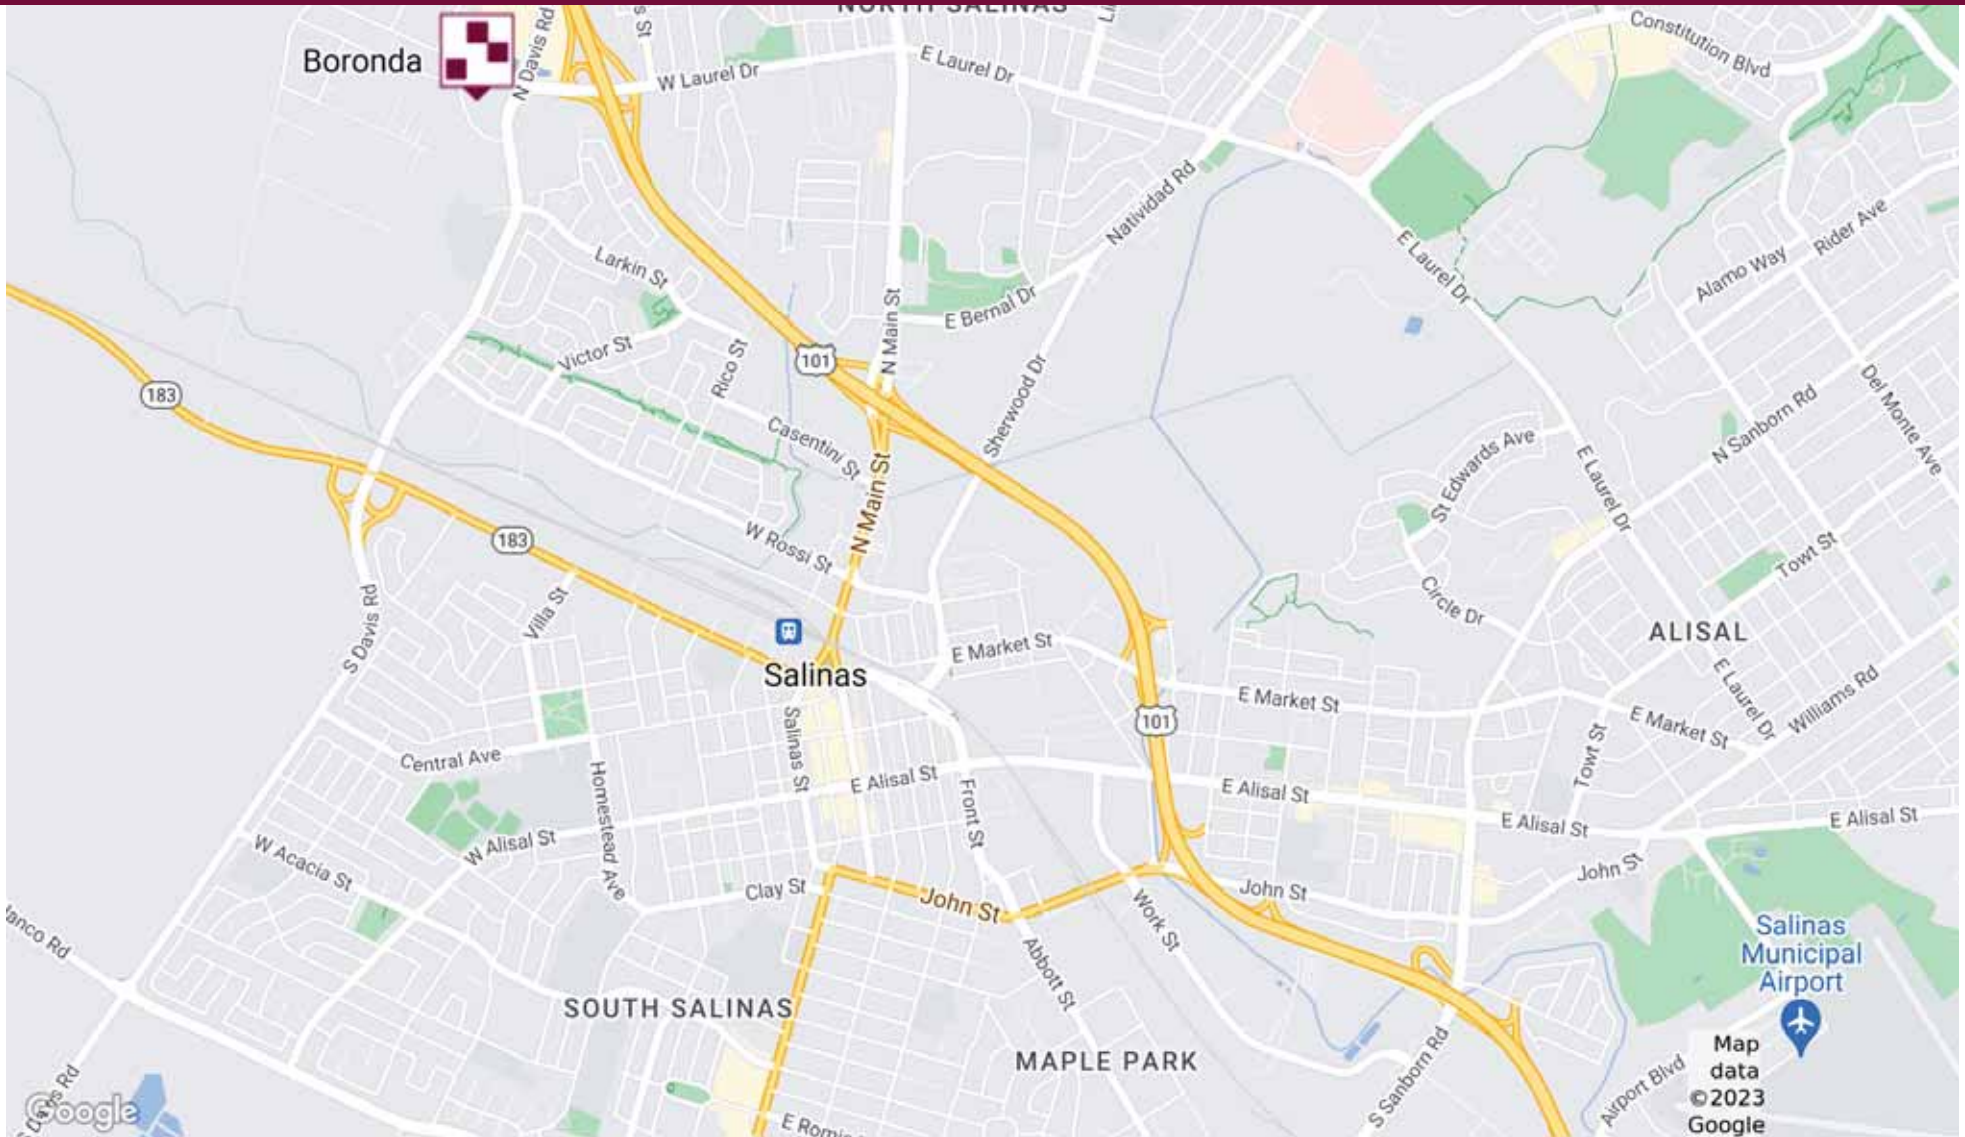 NORTH SALINAS
Boronda
N Davis Rd
W Laurel Dr
E Laurel Dr
Constitution Blvd
Natividad Rd
Larkin St
E Bernal Dr
E Laurel Dr
Alamo Way
Rider Ave
Victor St
Rico St
101
N Main St
183
Sherwood Dr
Del Monte Ave
Casentini St
N Sanborn Rd
St Edwards Ave
E Laurel Dr
N Main St
183
W Rossi St
Towt St
Villa St
Circle Dr
S Davis Rd
E Market St
ALISAL
Salinas
E Laurel Dr
Williams Rd
E Market St
101
E Market St
Salinas St
Central Ave
Towt St
Homestead Ave
E Alisal St
Front St
E Alisal St
E Alisal St
E Alisal St
W Alisal St
W Acacia St
John St
Clay St
John St
John St
Work St
Abbott St
Salinas
Municipal
Airport
SOUTH SALINAS
MAPLE PARK
S Sanborn Rd
Airport Blvd
Map
data
©2023
Google
Google